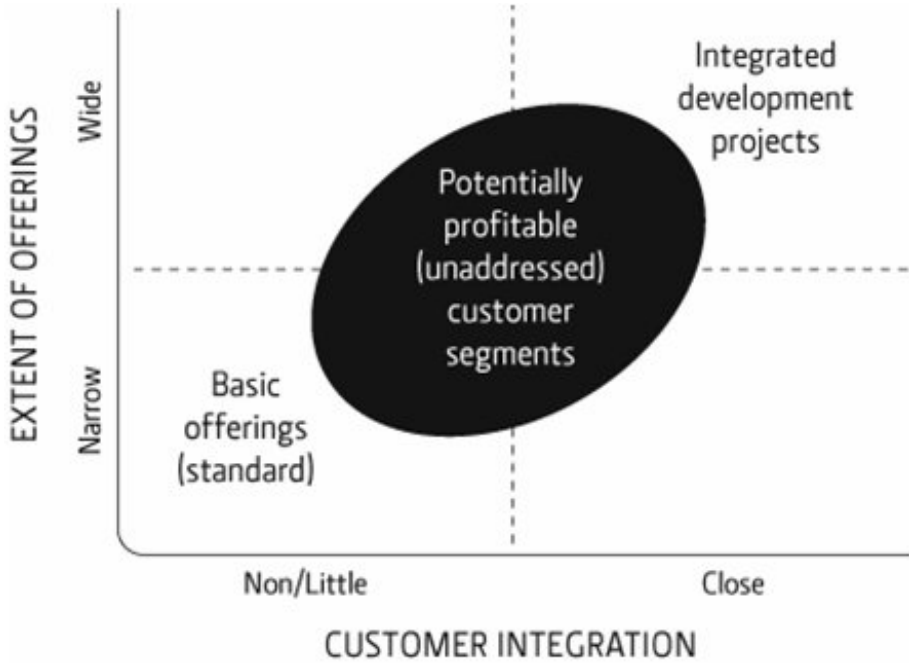 EXTENT OF OFFERINGS
Wide
Narrow
Integrated
development
projects
Potentially
profitable
(unaddressed)
customer
segments
Basic
offerings
(standard)
Non/Little
Close
CUSTOMER INTEGRATION